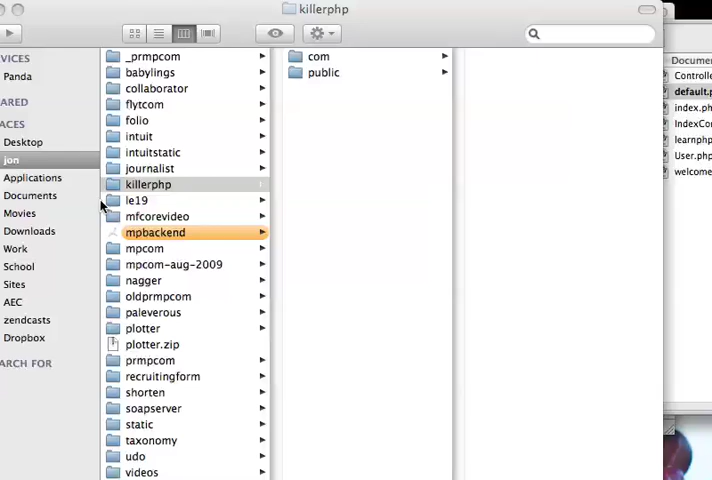 killerphp
VICES
Panda
ARED
ACES
Desktop
jon
Applications
Documents
Movies
Downloads
Work
School
Sites
AEC
zendcasts
Dropbox
ARCH FOR
_prmpcom
babylings
collaborator
flytcom
folio
intuit
intuitstatic
journalist
killerphp
le19
mfcorevideo
mpbackend
mpcom
mpcom-aug-2009
nagger
oldprmpcom
paleverous
plotter
plotter.zip
prmpcom
recruitingform
shorten
soapserver
static
taxonomy
udo
videos
com
public
Documen
Controlle
default.p
index.ph
IndexCon
learnphp
User.php
welcome